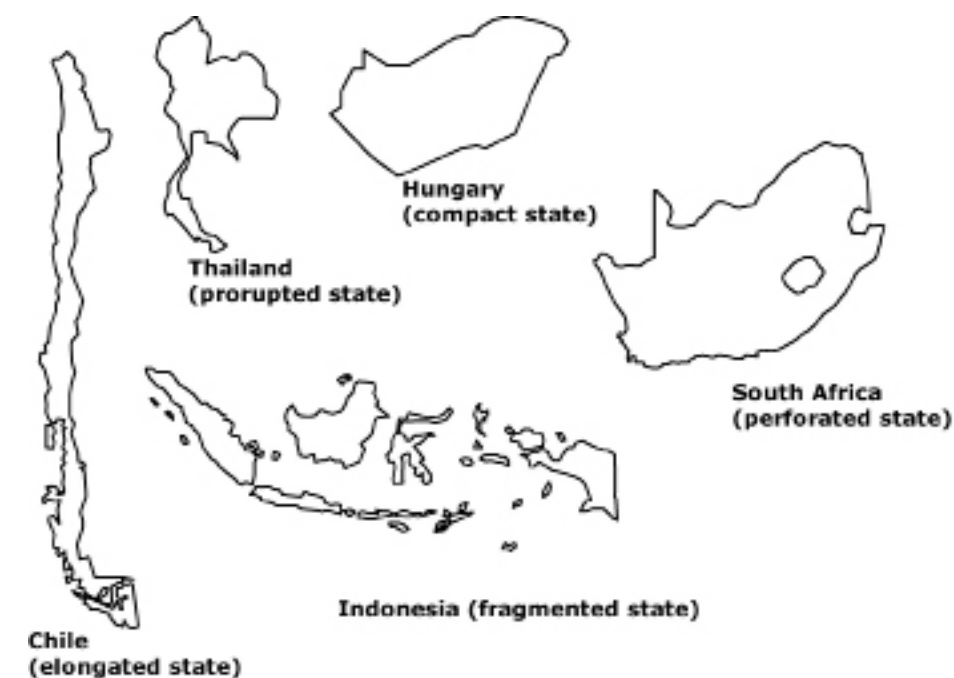 Hungary
(compact state)
Thailand
(prorupted state)
South Africa
(perforated state)
Indonesia (fragmented state)
Chile
(elongated state)